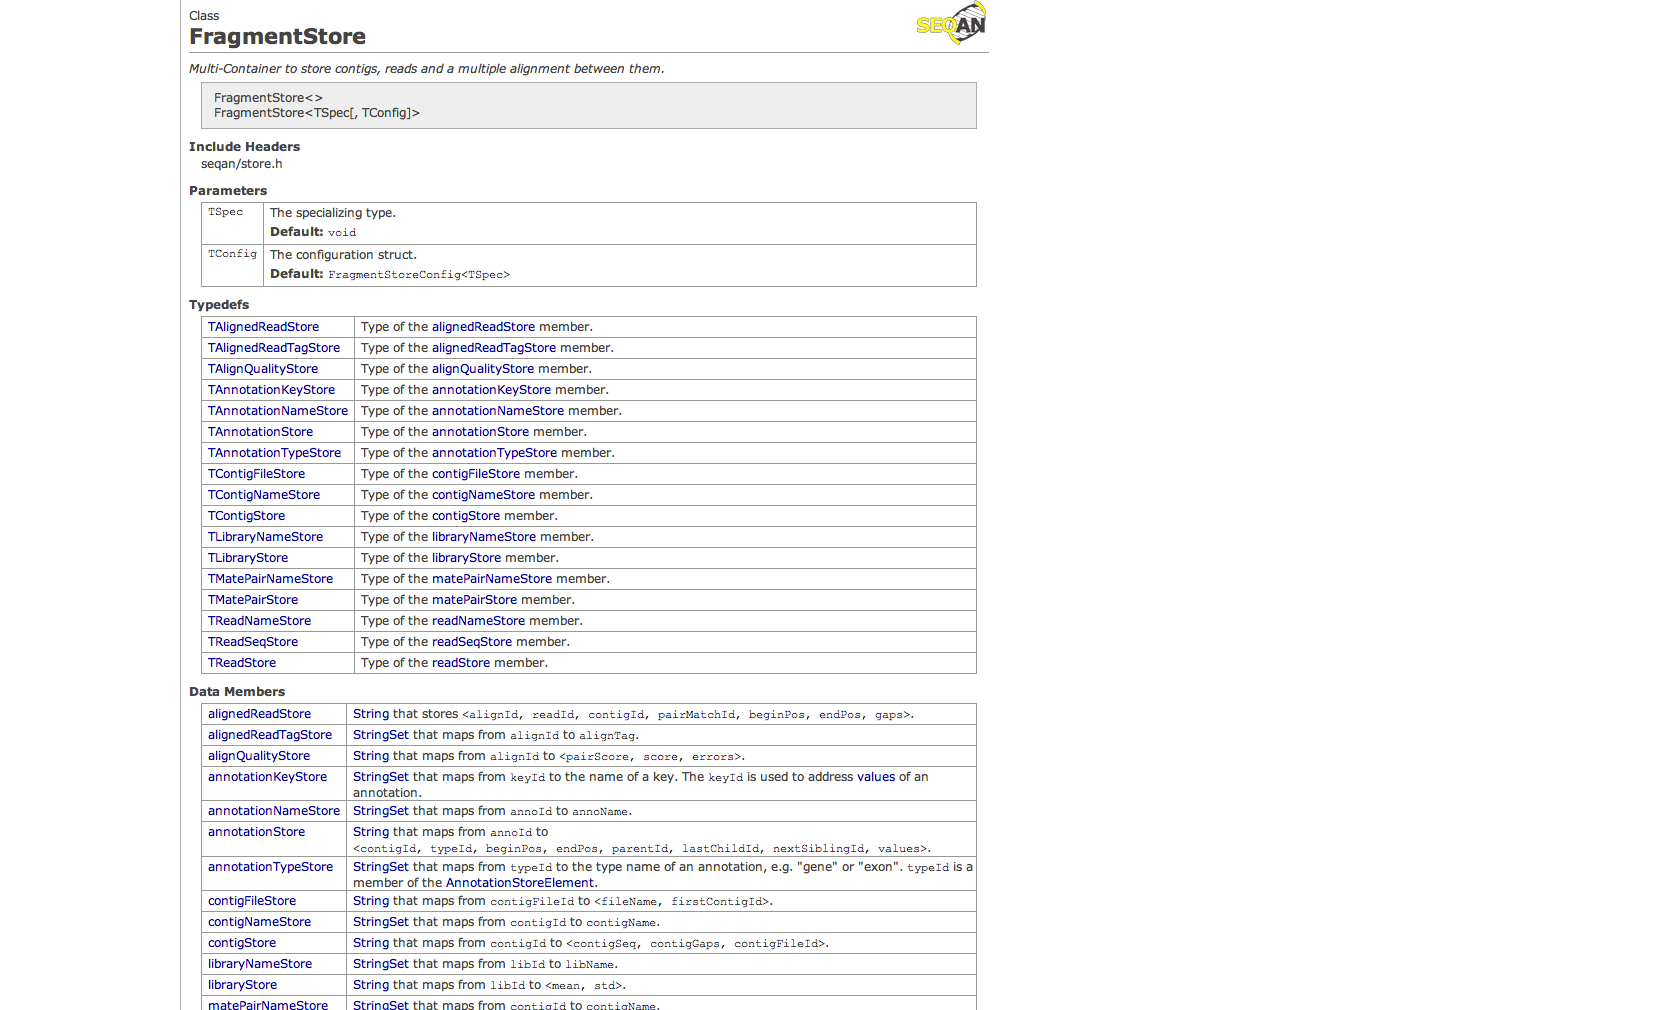 Class
FragmentStore
SEQAN
Multi-Container to store contigs, reads and a multiple alignment between them.
FragmentStore<>
FragmentStore<TSpec[, TConfig]>
Include Headers
seqan/store.h
Parameters
TSpec The specializing type.
Default: void
TConfig The configuration struct.
Default: FragmentStoreConfig<TSpec>
Typedefs
TAlignedReadStore Type of the alignedReadStore member.
TAlignedReadTagStore Type of the alignedReadTagStore member.
TAlignQualityStore Type of the alignQualityStore member.
TAnnotationKeyStore Type of the annotationKeyStore member.
TAnnotationNameStore Type of the annotationNameStore member.
TAnnotationStore Type of the annotationStore member.
TAnnotationTypeStore Type of the annotationTypeStore member.
TContigFileStore Type of the contigFileStore member.
TContigNameStore Type of the contigNameStore member.
TContigStore Type of the contigStore member.
TLibraryNameStore Type of the libraryNameStore member.
TLibraryStore Type of the libraryStore member.
TMatePairNameStore Type of the matePairNameStore member.
TMatePairStore Type of the matePairStore member.
TReadNameStore Type of the readNameStore member.
TReadSeqStore Type of the readSeqStore member.
TReadStore Type of the readStore member.
Data Members
alignedReadStore String that stores <alignId, readId, contigId, pairMatchId, beginPos, endPos, gaps>.
alignedReadTagStore StringSet that maps from alignId to alignTag.
alignQualityStore String that maps from alignId to <pairScore, score, errors>.
annotationKeyStore StringSet that maps from keyId to the name of a key. The keyId is used to address values of an
annotation.
annotationNameStore StringSet that maps from annoId to annoName.
annotationStore String that maps from annoId to
<contigId, typeId, beginPos, endPos, parentId, lastChildId, nextSiblingId, values>.
annotationTypeStore StringSet that maps from typeId to the type name of an annotation, e.g. "gene" or "exon". typeId is a
member of the AnnotationStoreElement.
contigFileStore String that maps from contigFileId to <fileName, firstContigId>.
contigNameStore StringSet that maps from contigId to contigName.
contigStore String that maps from contigId to <contigSeq, contigGaps, contigFileId>.
libraryNameStore StringSet that maps from libId to libName.
libraryStore String that maps from libId to <mean, std>.
matePairNameStore StringSet that maps from contigId to contigName.